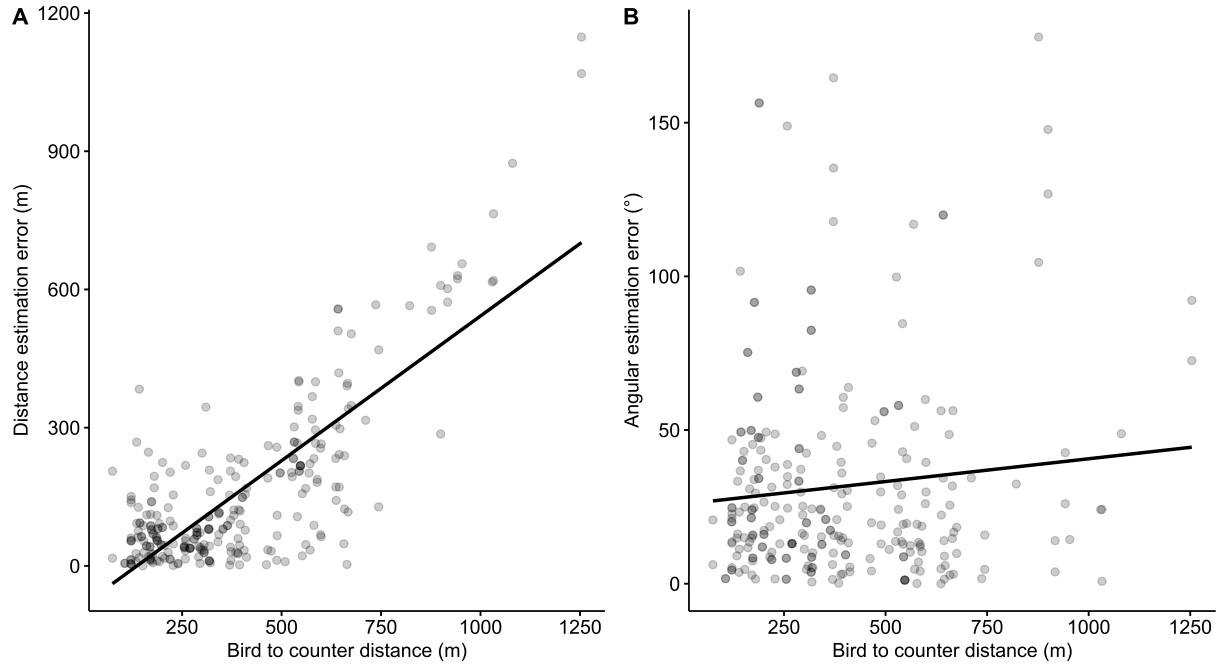 A
1200
900
600
300
0
Distance estimation error (m)
250 500 750 1000 1250
Bird to counter distance (m)
B
150
100
50
0
Angular estimation error (°)
250 500 750 1000 1250
Bird to counter distance (m)